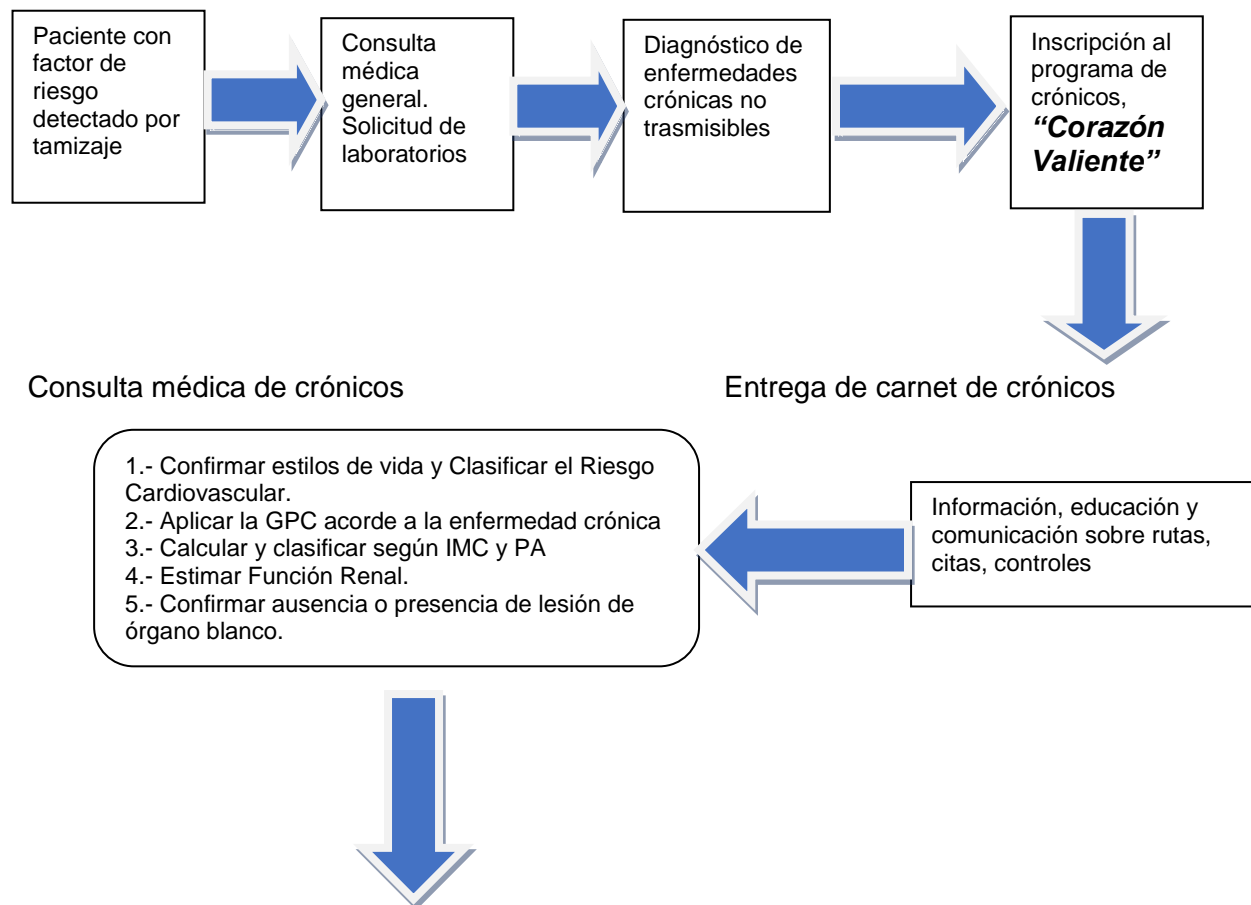 Paciente con
factor de
riesgo
detectado por
tamizaje
Consulta
médica
general.
Solicitud de
laboratorios
Diagnóstico de
enfermedades
crónicas no
trasmisibles
Inscripción al
programa de
crónicos,
“Corazón
Valiente”
Entrega de carnet de crónicos
Información, educación y
comunicación sobre rutas,
citas, controles
Consulta médica de crónicos
1.- Confirmar estilos de vida y Clasificar el Riesgo
Cardiovascular.
2.- Aplicar la GPC acorde a la enfermedad crónica
3.- Calcular y clasificar según IMC y PA
4.- Estimar Función Renal.
5.- Confirmar ausencia o presencia de lesión de
órgano blanco.